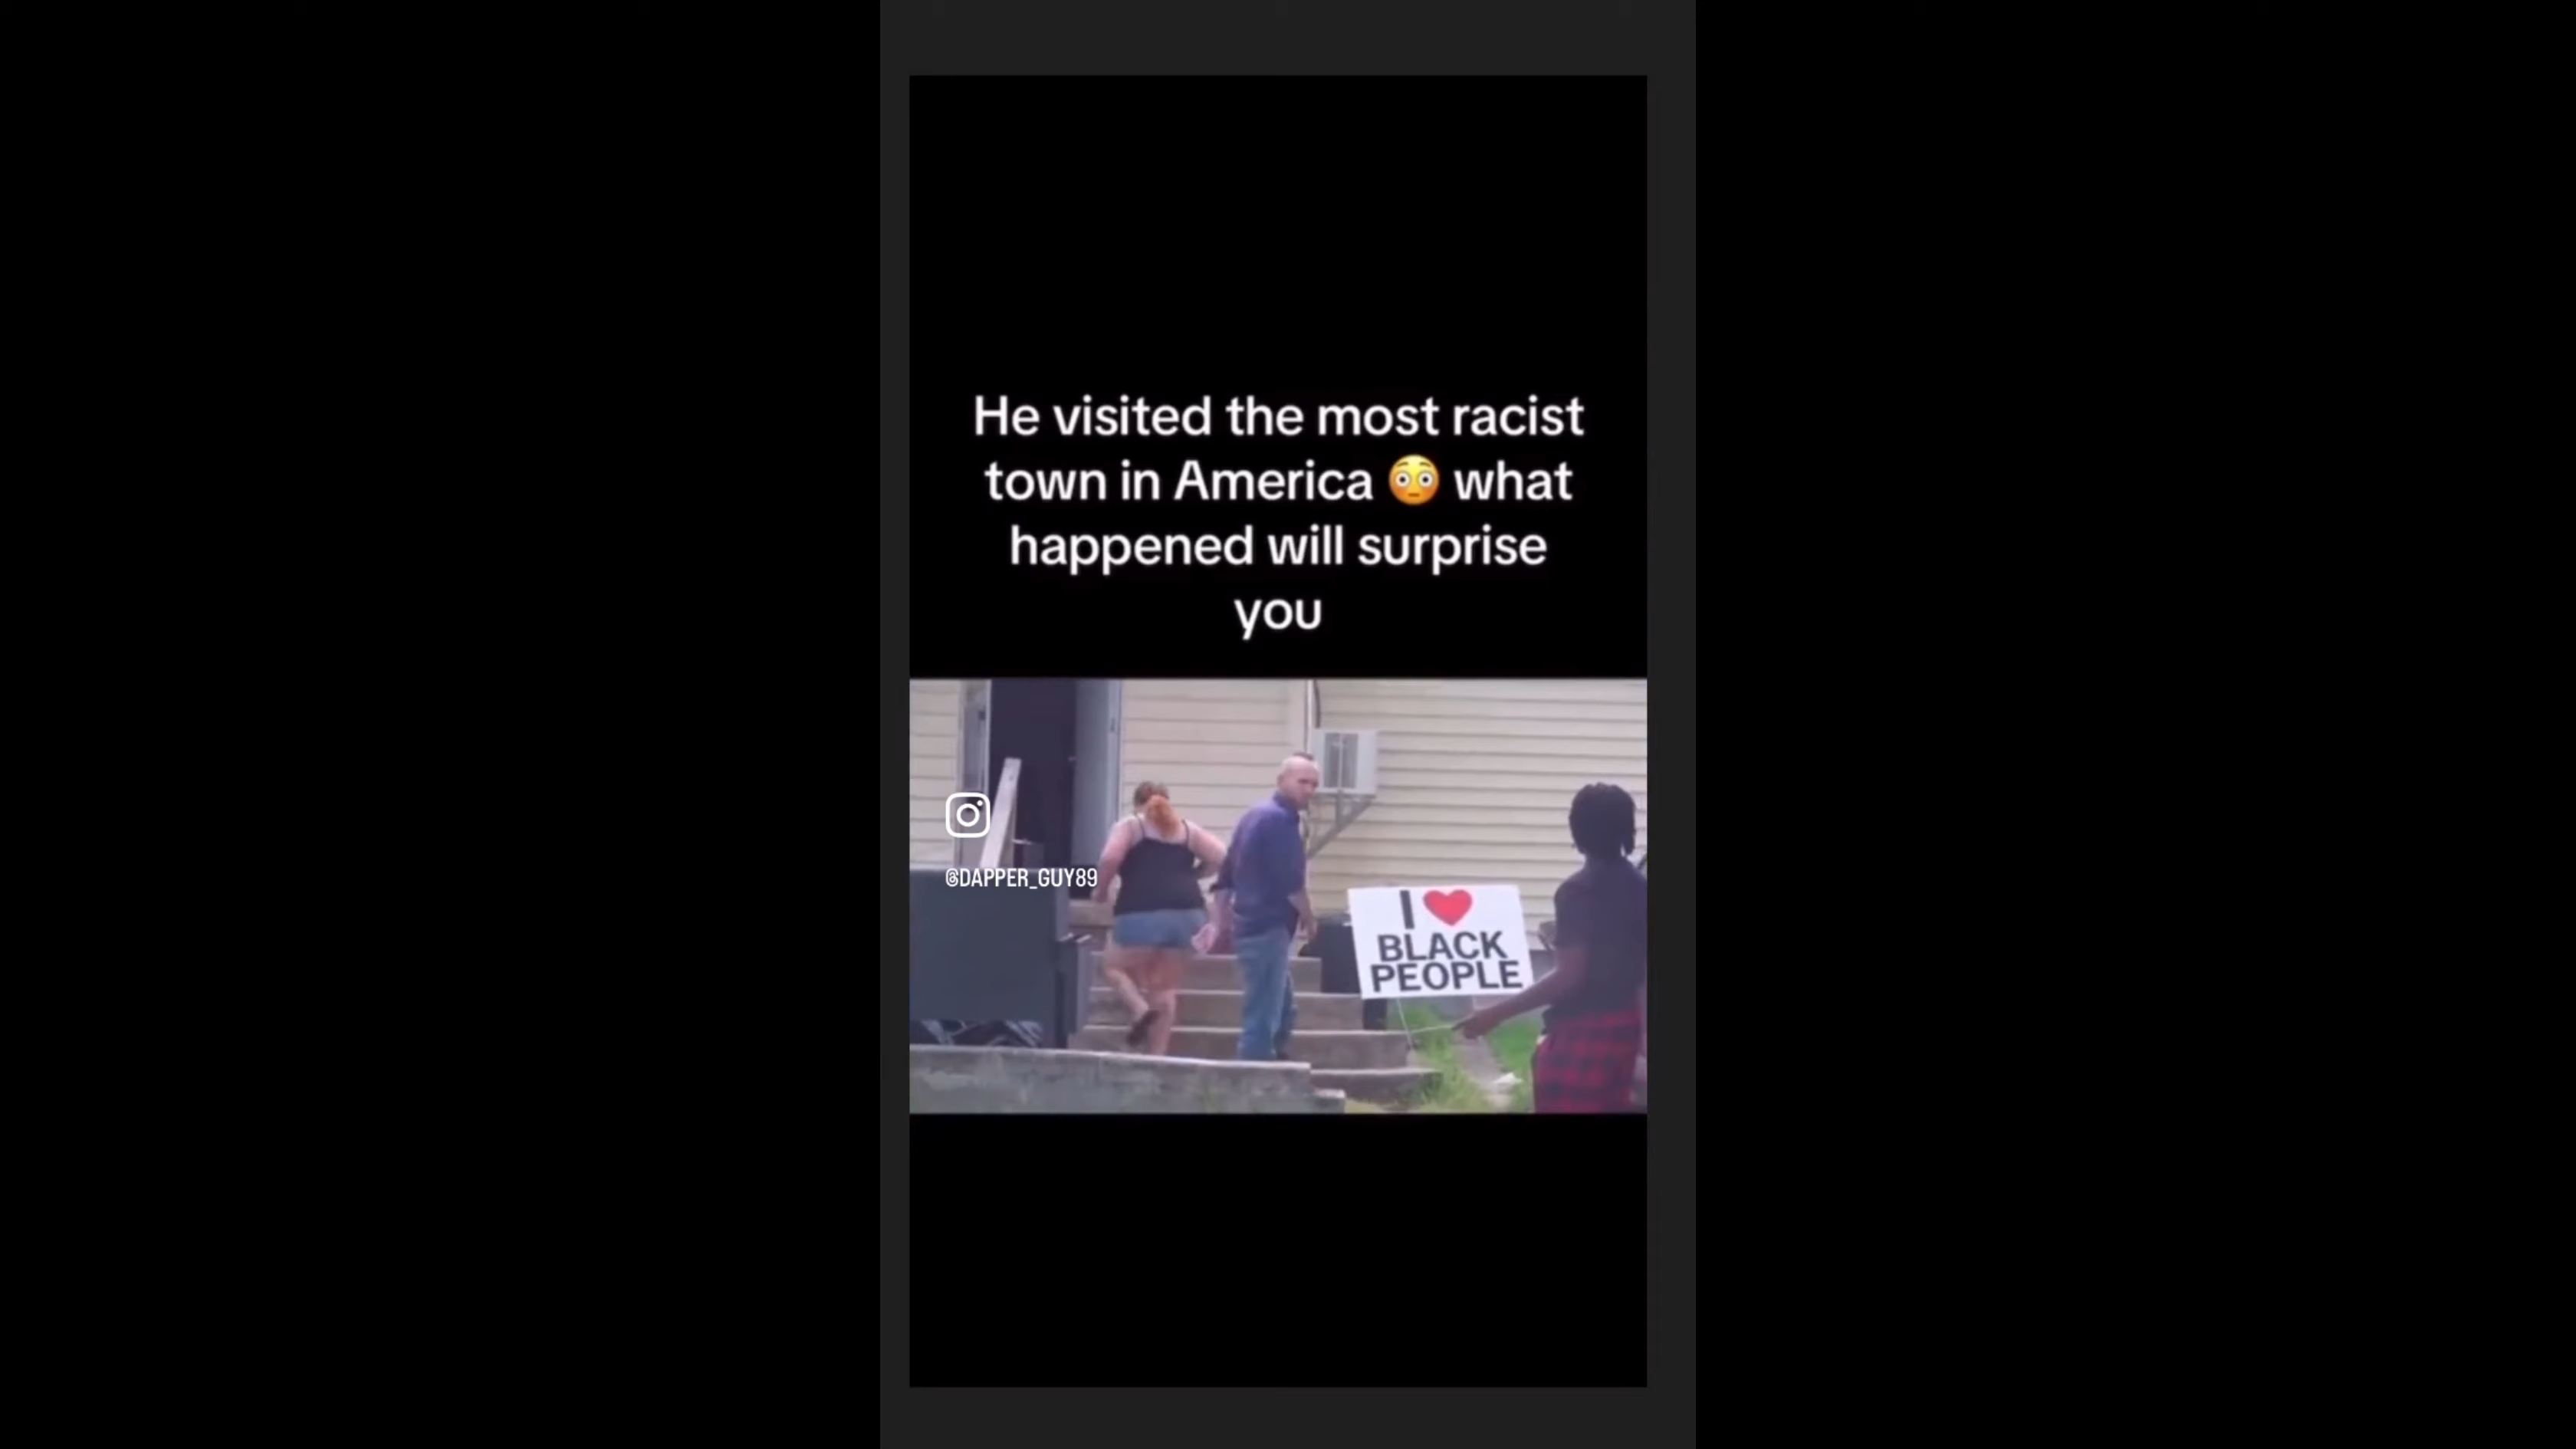 He visited the most racist
town in America 😳 what
happened will surprise
you
@DAPPER_GUY89
I ❤️
BLACK
PEOPLE